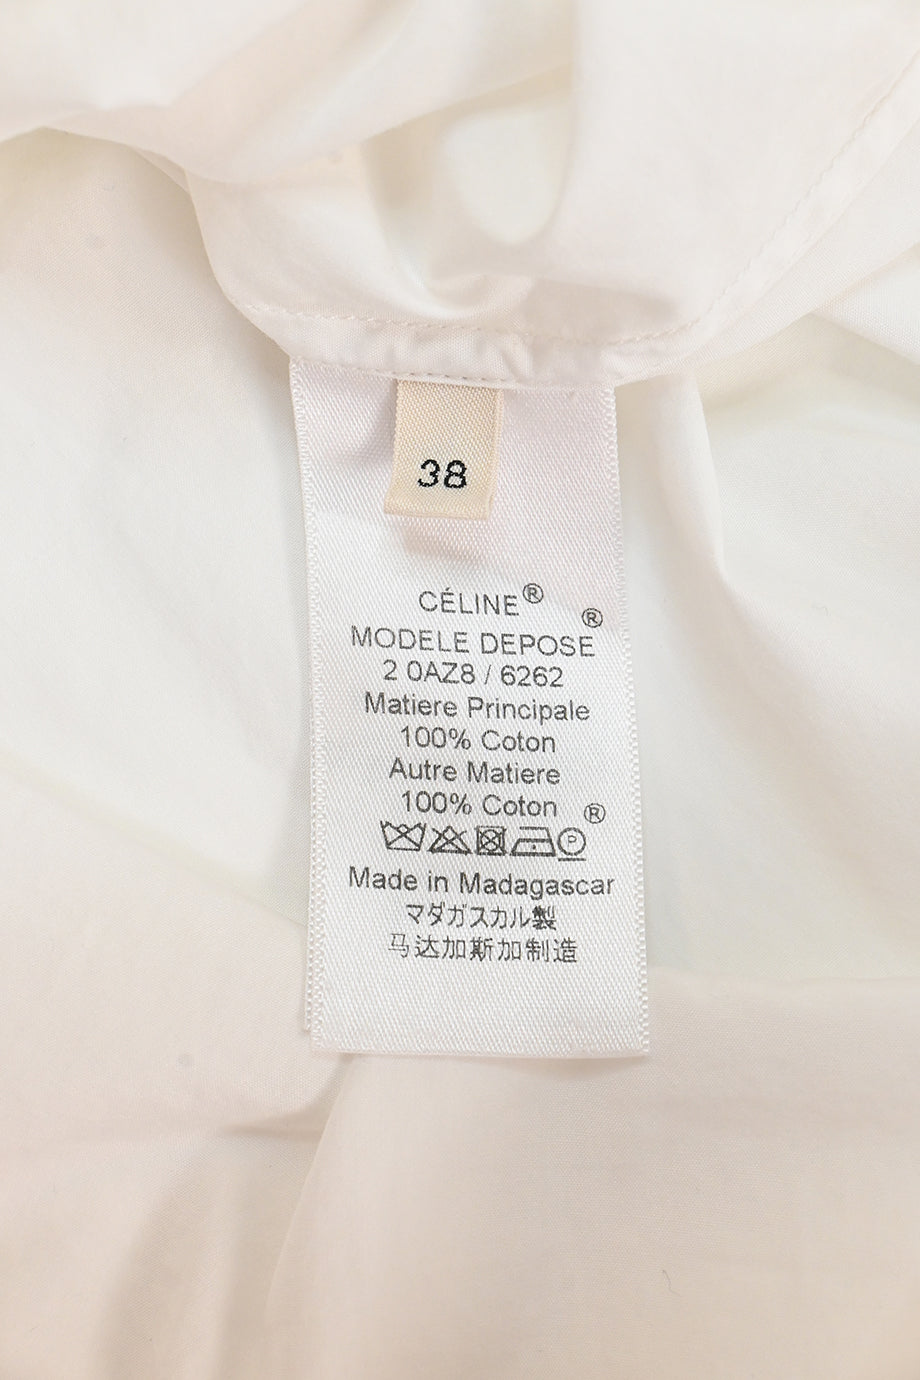 38
CÉLINE®
MODELE DEPOSE®
2 0AZ8 / 6262
Matiere Principale
100% Coton
Autre Matiere
100% Coton
®
P
Made in Madagascar
マダガスカル製
马达加斯加制造